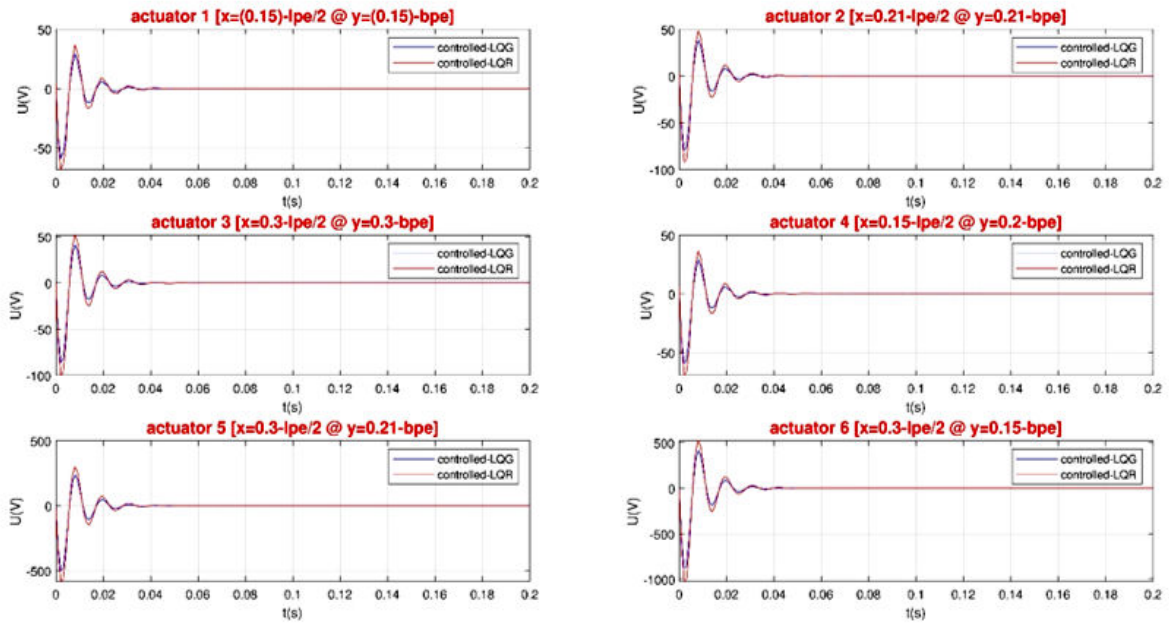 actuator 1 [x=(0.15)-lpe/2 @ y=(0.15)-bpe]
50
0
-50
U(V)
controlled-LQG
controlled-LQR
0 0.02 0.04 0.06 0.08 0.1 0.12 0.14 0.16 0.18 0.2
t(s)
actuator 2 [x=0.21-lpe/2 @ y=0.21-bpe]
50
0
-50
-100
U(V)
controlled-LQG
controlled-LQR
0 0.02 0.04 0.06 0.08 0.1 0.12 0.14 0.16 0.18 0.2
t(s)
actuator 3 [x=0.3-lpe/2 @ y=0.3-bpe]
50
0
-50
-100
U(V)
controlled-LQG
controlled-LQR
0 0.02 0.04 0.06 0.08 0.1 0.12 0.14 0.16 0.18 0.2
t(s)
actuator 4 [x=0.15-lpe/2 @ y=0.2-bpe]
50
0
-50
U(V)
controlled-LQG
controlled-LQR
0 0.02 0.04 0.06 0.08 0.1 0.12 0.14 0.16 0.18 0.2
t(s)
actuator 5 [x=0.3-lpe/2 @ y=0.21-bpe]
500
0
-500
U(V)
controlled-LQG
controlled-LQR
0 0.02 0.04 0.06 0.08 0.1 0.12 0.14 0.16 0.18 0.2
t(s)
actuator 6 [x=0.3-lpe/2 @ y=0.15-bpe]
500
0
-500
-1000
U(V)
controlled-LQG
controlled-LQR
0 0.02 0.04 0.06 0.08 0.1 0.12 0.14 0.16 0.18 0.2
t(s)